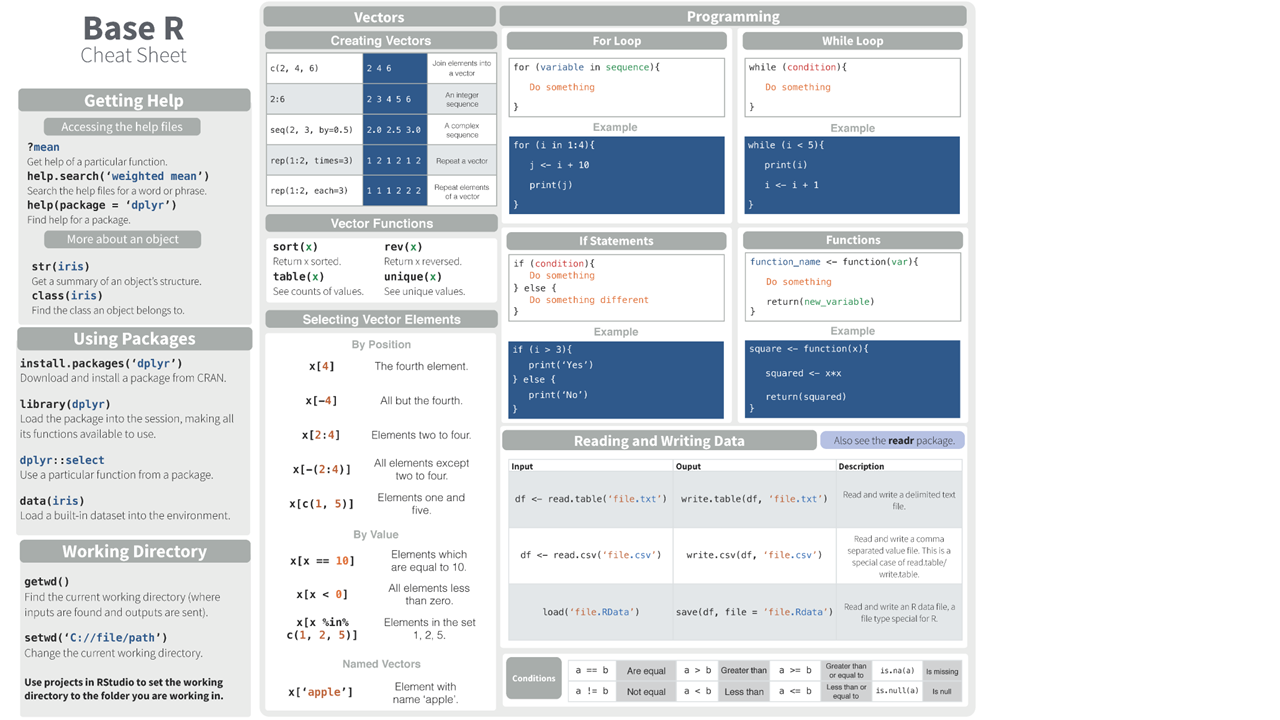 Base R
Cheat Sheet
Getting Help
Accessing the help files
?mean
Get help of a particular function.
help.search(‘weighted mean’)
Search the help files for a word or phrase.
help(package = ‘dplyr’)
Find help for a package.
More about an object
str(iris)
Get a summary of an object’s structure.
class(iris)
Find the class an object belongs to.
Using Packages
install.packages(‘dplyr’)
Download and install a package from CRAN.
library(dplyr)
Load the package into the session, making all
its functions available to use.
dplyr::select
Use a particular function from a package.
data(iris)
Load a built-in dataset into the environment.
Working Directory
getwd()
Find the current working directory (where
inputs are found and outputs are sent).
setwd(‘C://file/path’)
Change the current working directory.
Use projects in RStudio to set the working
directory to the folder you are working in.
Vectors
Creating Vectors
c(2, 4, 6)
2 4 6
Join elements into
a vector
2:6
2 3 4 5 6
An integer
sequence
seq(2, 3, by=0.5)
2.0 2.5 3.0
A complex
sequence
rep(1:2, times=3)
1 2 1 2 1 2
Repeat a vector
rep(1:2, each=3)
1 1 1 2 2 2
Repeat elements
of a vector
Vector Functions
sort(x)
Return x sorted.
rev(x)
Return x reversed.
table(x)
See counts of values.
unique(x)
See unique values.
Selecting Vector Elements
By Position
x[4]
The fourth element.
x[-4]
All but the fourth.
x[2:4]
Elements two to four.
x[-(2:4)]
All elements except
two to four.
x[c(1, 5)]
Elements one and
five.
By Value
x[x == 10]
Elements which
are equal to 10.
x[x < 0]
All elements less
than zero.
x[x %in%
c(1, 2, 5)]
Elements in the set
1, 2, 5.
Named Vectors
x[‘apple’]
Element with
name ‘apple’.
Programming
For Loop
for (variable in sequence){
Do something
}
Example
for (i in 1:4){
j <- i + 10
print(j)
}
While Loop
while (condition){
Do something
}
Example
while (i < 5){
print(i)
i <- i + 1
}
If Statements
if (condition){
Do something
} else {
Do something different
}
Example
if (i > 3){
print(‘Yes’)
} else {
print(‘No’)
}
Functions
function_name <- function(var){
Do something
return(new_variable)
}
Example
square <- function(x){
squared <- x*x
return(squared)
}
Reading and Writing Data
Also see the readr package.
Input
Ouput
Description
df <- read.table(‘file.txt’)
write.table(df, ‘file.txt’)
Read and write a delimited text
file.
df <- read.csv(‘file.csv’)
write.csv(df, ‘file.csv’)
Read and write a comma
separated value file. This is a
special case of read.table/
write.table.
load(‘file.RData’)
save(df, file = ‘file.Rdata’)
Read and write an R data file, a
file type special for R.
Conditions
a == b
Are equal
a > b
Greater than
a >= b
Greater than
or equal to
is.na(a)
Is missing
a != b
Not equal
a < b
Less than
a <= b
Less than or
equal to
is.null(a)
Is null